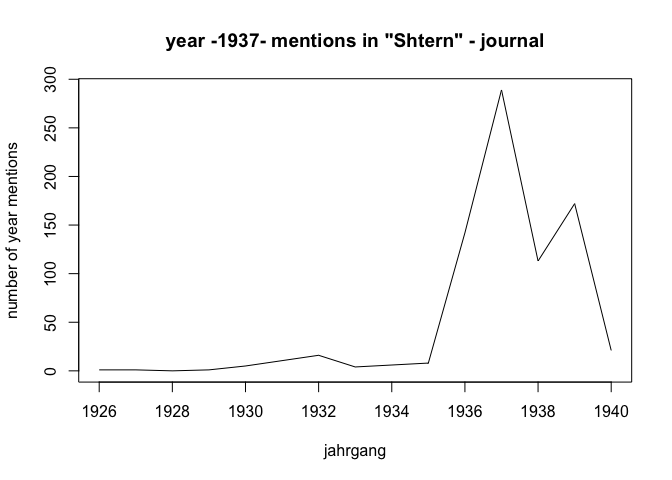 year -1937- mentions in "Shtern" - journal
number of year mentions
300
250
200
150
100
50
0
1926 1928 1930 1932 1934 1936 1938 1940
jahrgang